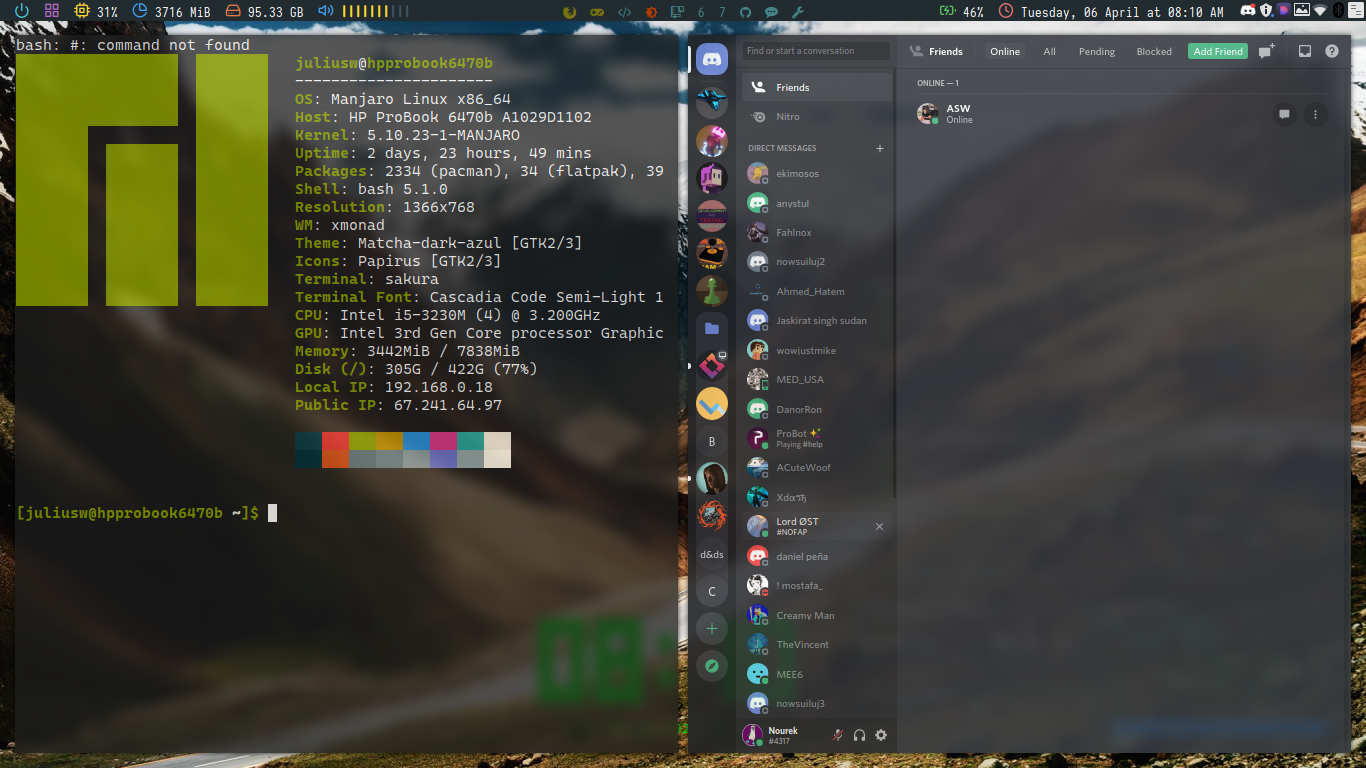 31% 3716 MiB 95.33 GB 6 7 46% Tuesday, 06 April at 08:10 AM
bash: #: command not found
juliusw@hpprobook6470b
----------------------
OS: Manjaro Linux x86_64
Host: HP ProBook 6470b A1029D1102
Kernel: 5.10.23-1-MANJARO
Uptime: 2 days, 23 hours, 49 mins
Packages: 2334 (pacman), 34 (flatpak), 39
Shell: bash 5.1.0
Resolution: 1366x768
WM: xmonad
Theme: Matcha-dark-azul [GTK2/3]
Icons: Papirus [GTK2/3]
Terminal: sakura
Terminal Font: Cascadia Code Semi-Light 1
CPU: Intel i5-3230M (4) @ 3.200GHz
GPU: Intel 3rd Gen Core processor Graphic
Memory: 3442MiB / 7838MiB
Disk (/): 305G / 422G (77%)
Local IP: 192.168.0.18
Public IP: 67.241.64.97
[juliusw@hpprobook6470b ~]$
08:
B
d&ds
C
Find or start a conversation
Friends
Nitro
DIRECT MESSAGES
ekimosos
anystul
Fahlnox
nowsuiluj2
Ahmed_Hatem
Jaskirat singh sudan
wowjustmike
MED_USA
DanorRon
ProBot ✨
Playing #help
ACuteWoof
Lord ØST
#NOFAP
daniel peña
! mostafa_
Creamy Man
TheVincent
MEE6
nowsuiluj3
Nourek
#4317
Friends Online All Pending Blocked Add Friend
ONLINE — 1
ASW
Online